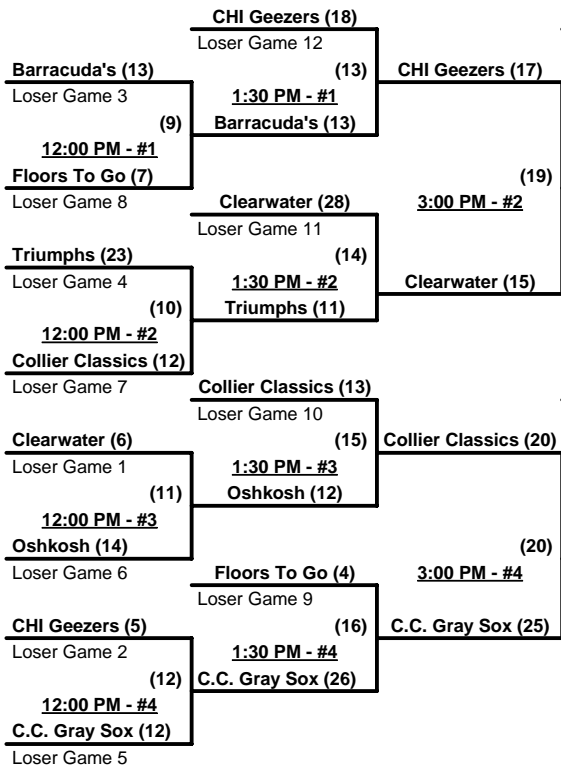 CHI Geezers (18)
Loser Game 12
Barracuda's (13)
(13)
CHI Geezers (17)
Loser Game 3
1:30 PM - #1
(9)
Barracuda's (13)
12:00 PM - #1
Floors To Go (7)
(19)
Loser Game 8
Clearwater (28)
3:00 PM - #2
Loser Game 11
Triumphs (23)
(14)
Loser Game 4
1:30 PM - #2
Clearwater (15)
(10)
Triumphs (11)
12:00 PM - #2
Collier Classics (12)
Loser Game 7
Collier Classics (13)
Loser Game 10
Clearwater (6)
(15)
Collier Classics (20)
Loser Game 1
1:30 PM - #3
(11)
Oshkosh (12)
12:00 PM - #3
Oshkosh (14)
(20)
Loser Game 6
Floors To Go (4)
3:00 PM - #4
Loser Game 9
CHI Geezers (5)
(16)
C.C. Gray Sox (25)
Loser Game 2
1:30 PM - #4
(12)
C.C. Gray Sox (26)
12:00 PM - #4
C.C. Gray Sox (12)
Loser Game 5